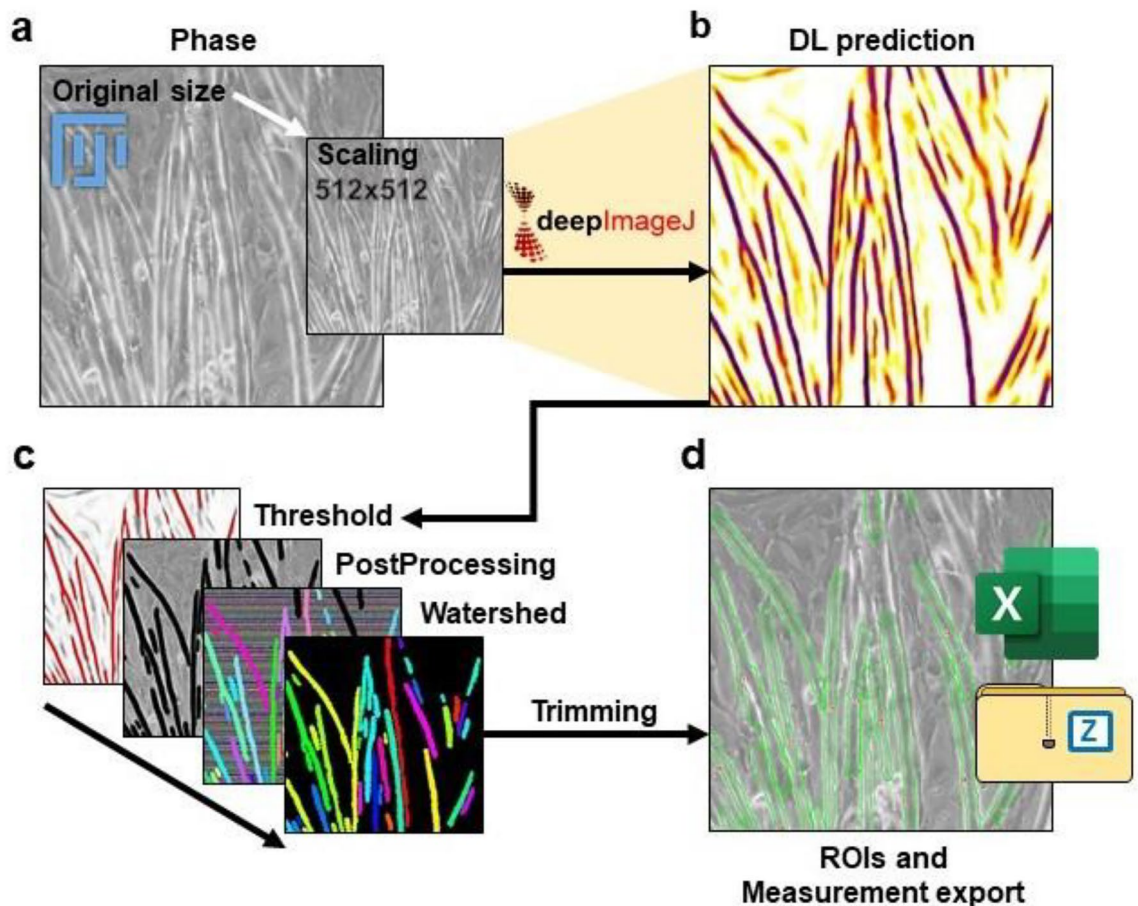 a
Phase
Original size
Scaling
512x512
deepImageJ
b
DL prediction
c
Threshold
PostProcessing
Watershed
Trimming
d
X
Z
ROIs and
Measurement export